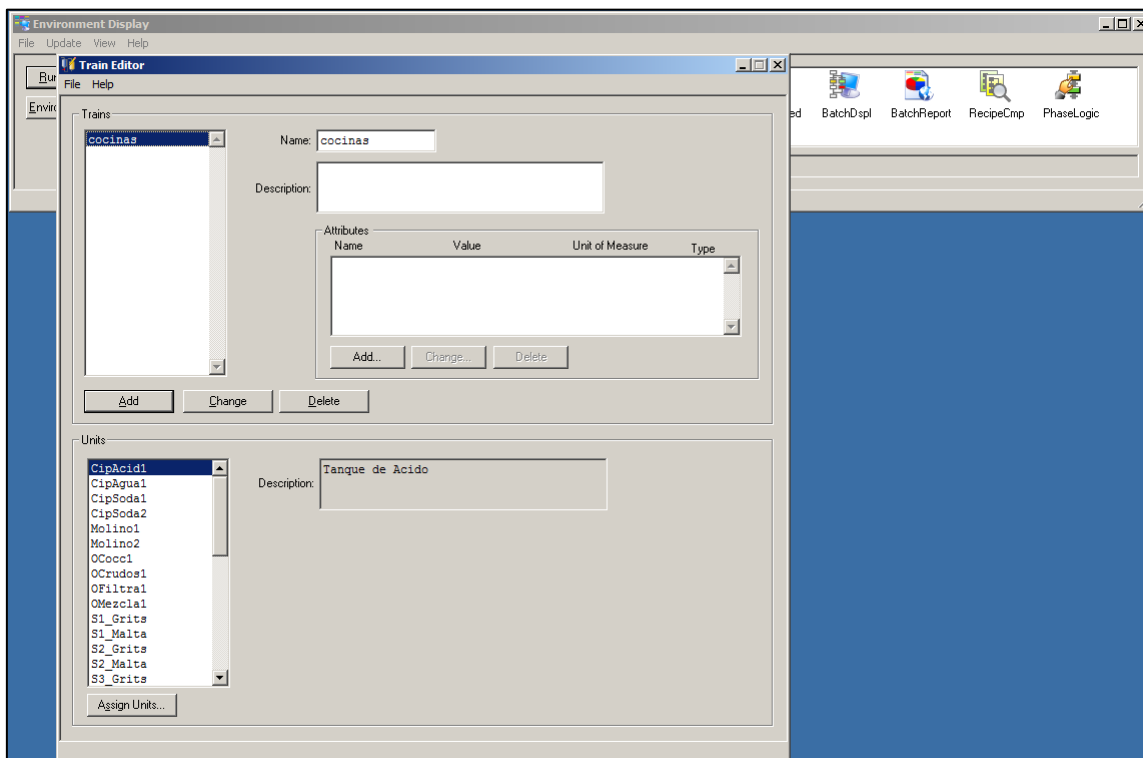 Environment Display
File Update View Help
Train Editor
File Help
Trains
cocinas
Name: cocinas
Description:
Attributes
Name Value Unit of Measure Type
Add... Change... Delete
Add Change Delete
Units
CipAcid1
CipAgua1
CipSoda1
CipSoda2
Molino1
Molino2
OCocc1
OCrudos1
OFiltra1
OMezcla1
S1_Grits
S1_Malta
S2_Grits
S2_Malta
S3_Grits
Description: Tanque de Acido
Assign Units...
BatchDspl BatchReport RecipeCmp PhaseLogic